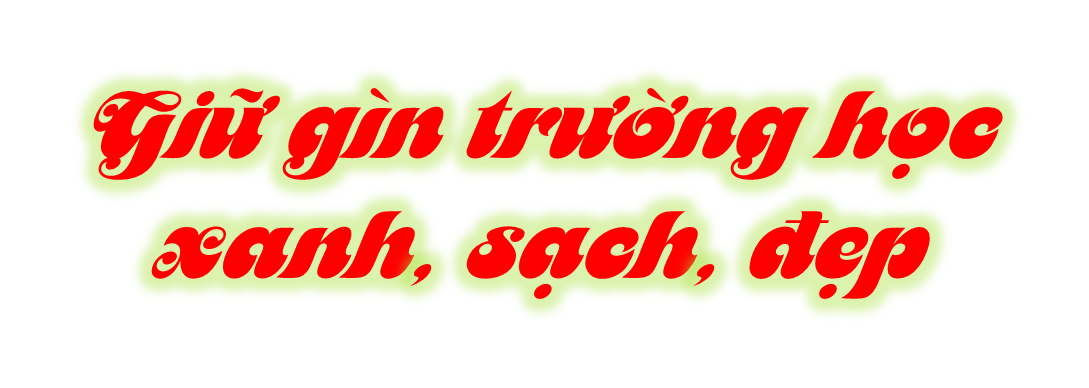 Giữ gìn trường học
xanh, sạch, đẹp